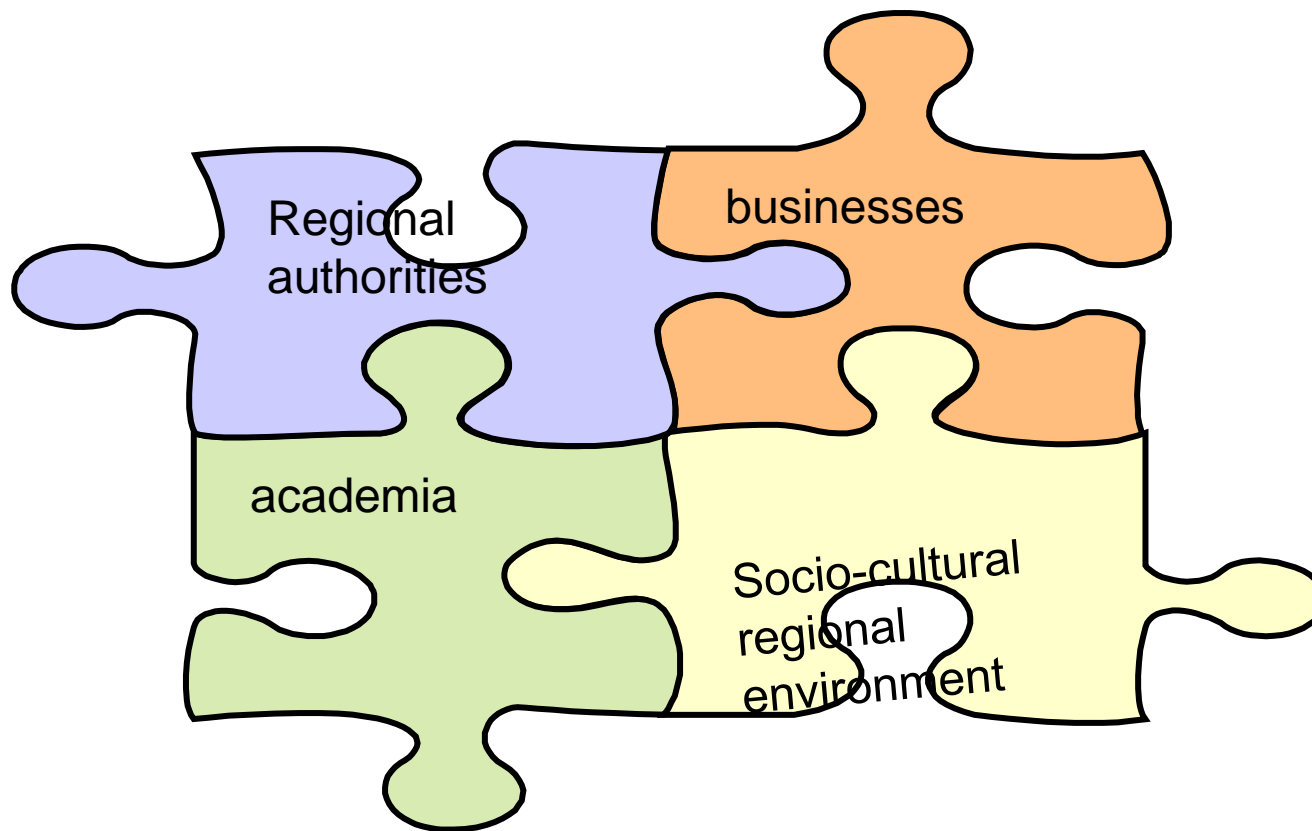 Regional
authorities
businesses
academia
Socio-cultural
regional
environment